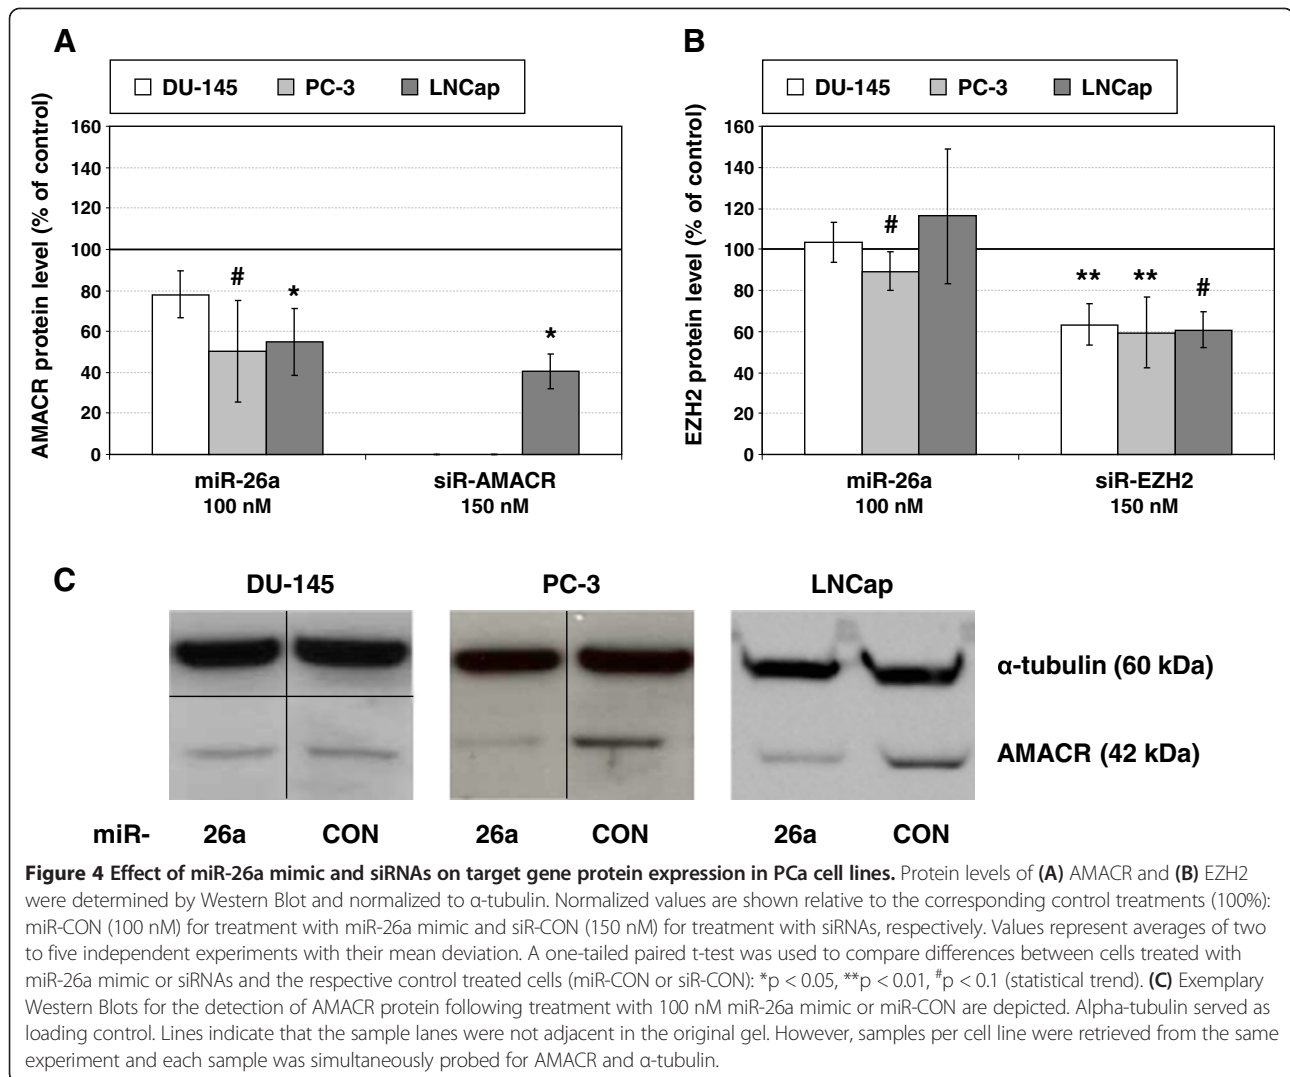 A
DU-145 PC-3 LNCap
AMACR protein level (% of control)
160
140
120
100
80
60
40
20
0
#
*
*
miR-26a
100 nM
siR-AMACR
150 nM
B
DU-145 PC-3 LNCap
EZH2 protein level (% of control)
160
140
120
100
80
60
40
20
0
#
**
**
#
miR-26a
100 nM
siR-EZH2
150 nM
C
DU-145 PC-3 LNCap
α-tubulin (60 kDa)
AMACR (42 kDa)
miR- 26a CON 26a CON 26a CON
Figure 4 Effect of miR-26a mimic and siRNAs on target gene protein expression in PCa cell lines. Protein levels of (A) AMACR and (B) EZH2
were determined by Western Blot and normalized to α-tubulin. Normalized values are shown relative to the corresponding control treatments (100%):
miR-CON (100 nM) for treatment with miR-26a mimic and siR-CON (150 nM) for treatment with siRNAs, respectively. Values represent averages of two
to five independent experiments with their mean deviation. A one-tailed paired t-test was used to compare differences between cells treated with
miR-26a mimic or siRNAs and the respective control treated cells (miR-CON or siR-CON): *p < 0.05, **p < 0.01, #p < 0.1 (statistical trend). (C) Exemplary
Western Blots for the detection of AMACR protein following treatment with 100 nM miR-26a mimic or miR-CON are depicted. Alpha-tubulin served as
loading control. Lines indicate that the sample lanes were not adjacent in the original gel. However, samples per cell line were retrieved from the same
experiment and each sample was simultaneously probed for AMACR and α-tubulin.